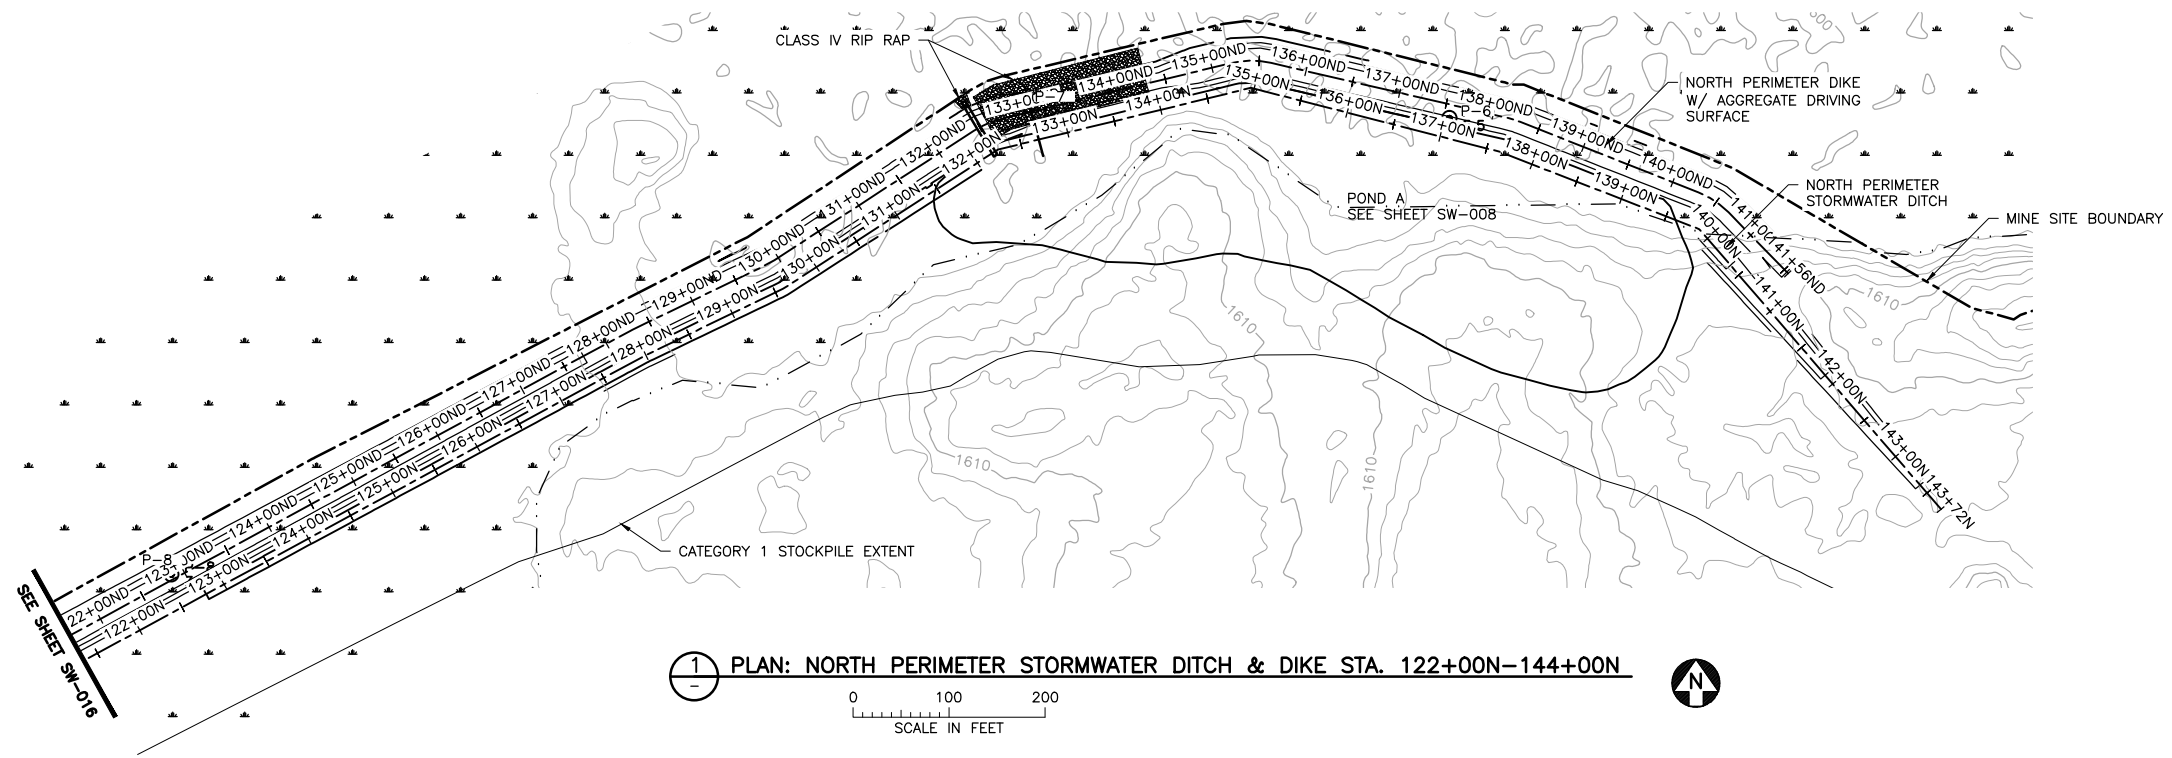 CLASS IV RIP RAP
NORTH PERIMETER DIKE
W/ AGGREGATE DRIVING
SURFACE
NORTH PERIMETER
STORMWATER DITCH
MINE SITE BOUNDARY
POND A
SEE SHEET SW-008
CATEGORY 1 STOCKPILE EXTENT
SEE SHEET SW-016
22+00ND
124+00ND
125+00ND
126+00ND
127+00ND
128+00ND
129+00ND
130+00ND
131+00ND
132+00ND
134+00ND
135+00ND
136+00ND
137+00ND
138+00ND
139+00ND
140+00ND
141+56ND
122+00N
123+00N
124+00N
125+00N
126+00N
127+00N
128+00N
129+00N
130+00N
131+00N
132+00N
133+00N
134+00N
135+00N
136+00N
137+00N
138+00N
139+00N
140+00N
141+00N
142+00N
143+00N
143+72N
P-8
P-7
P-6
1610
1610
1610
1610
1
PLAN: NORTH PERIMETER STORMWATER DITCH & DIKE STA. 122+00N-144+00N
-
0 100 200
SCALE IN FEET
N